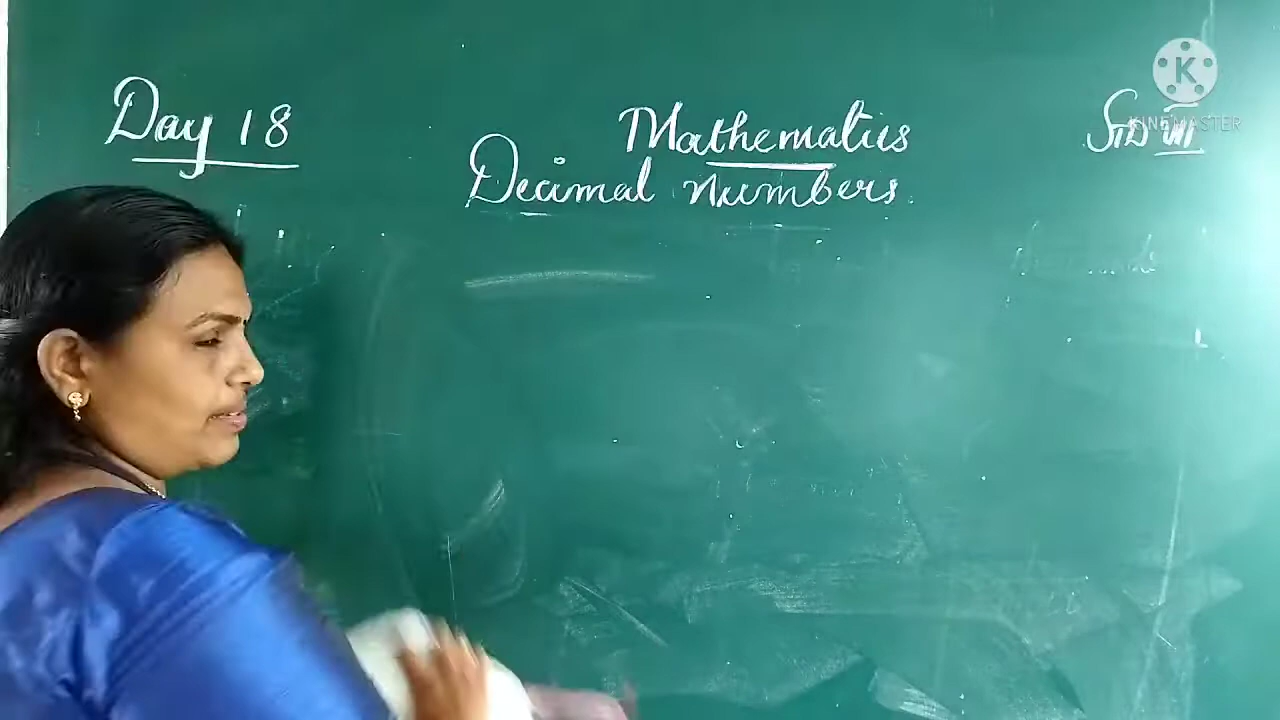 Day 18
Mathematics
STD VII
Decimal numbers
K
KINEMASTER